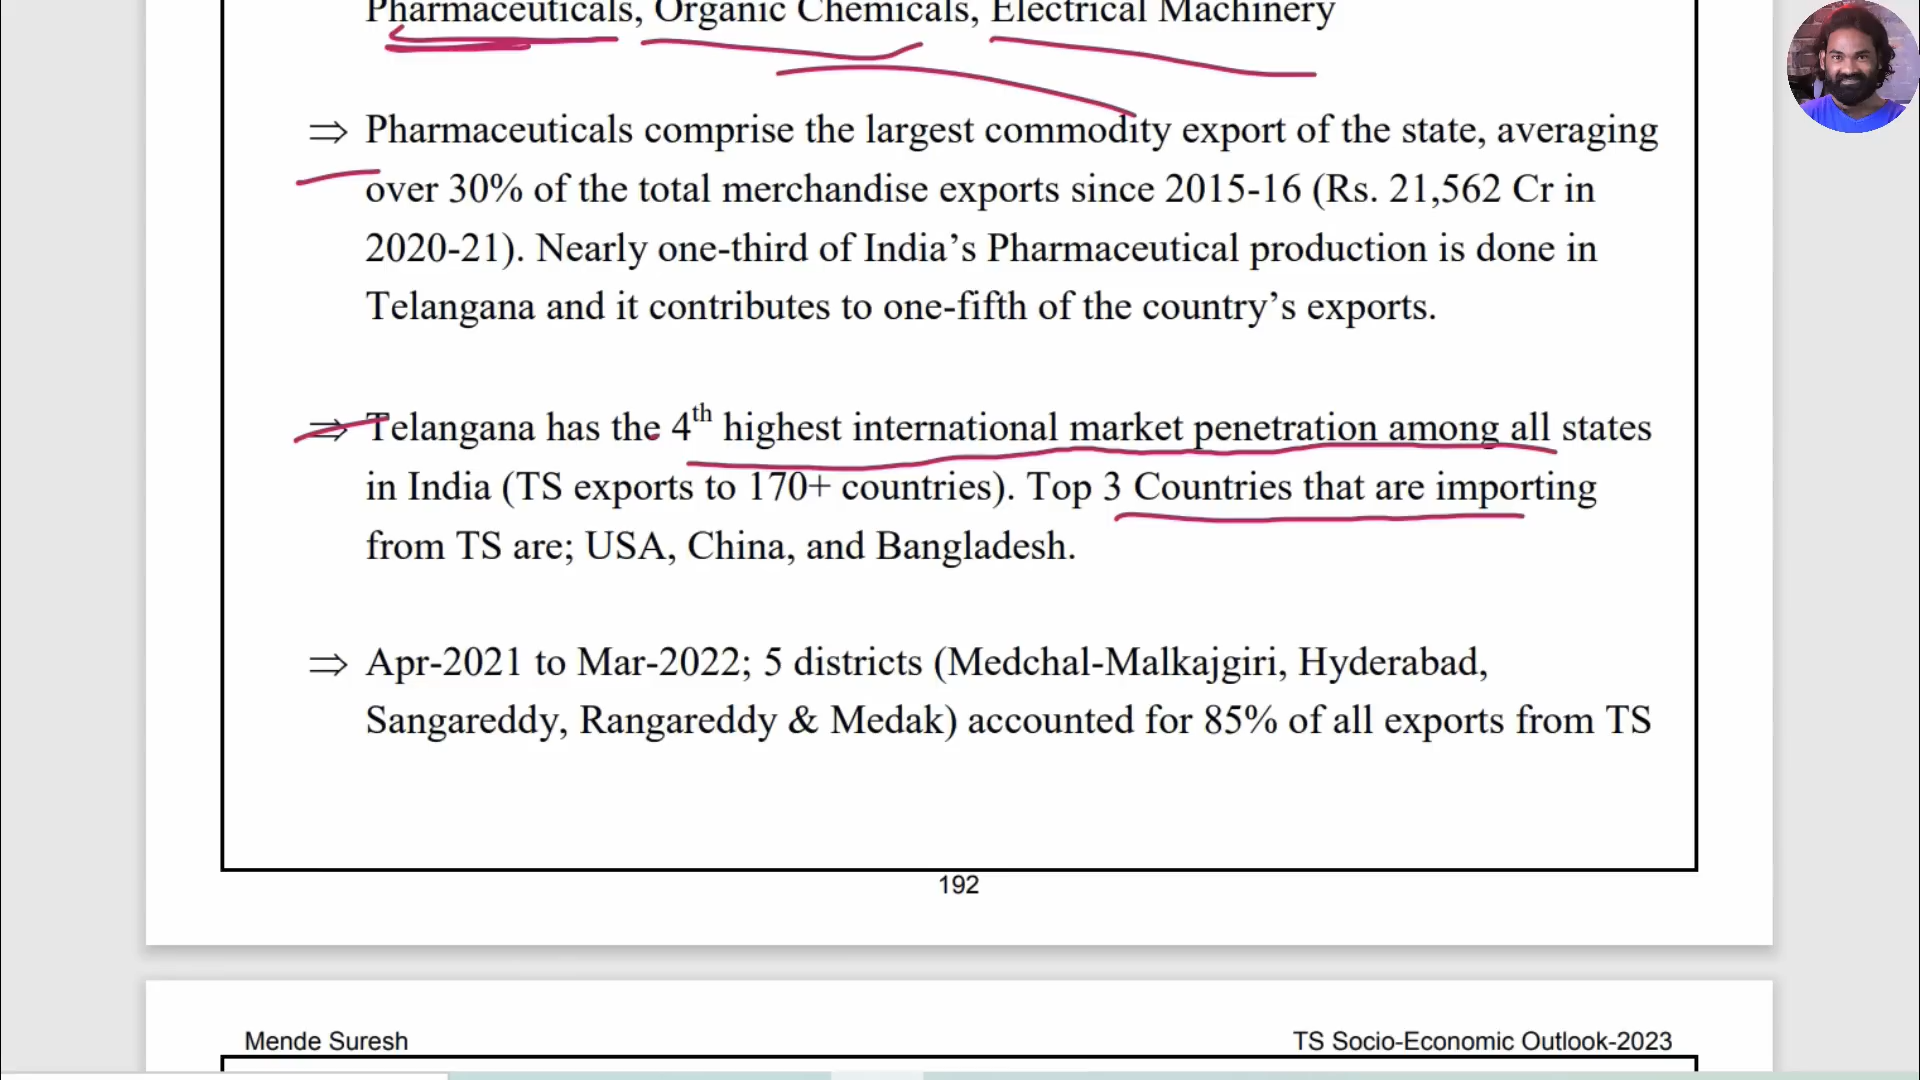 Pharmaceuticals, Organic Chemicals, Electrical Machinery
⇒ Pharmaceuticals comprise the largest commodity export of the state, averaging
over 30% of the total merchandise exports since 2015-16 (Rs. 21,562 Cr in
2020-21). Nearly one-third of India’s Pharmaceutical production is done in
Telangana and it contributes to one-fifth of the country’s exports.
⇒ Telangana has the 4th highest international market penetration among all states
in India (TS exports to 170+ countries). Top 3 Countries that are importing
from TS are; USA, China, and Bangladesh.
⇒ Apr-2021 to Mar-2022; 5 districts (Medchal-Malkajgiri, Hyderabad,
Sangareddy, Rangareddy & Medak) accounted for 85% of all exports from TS
192
Mende Suresh TS Socio-Economic Outlook-2023